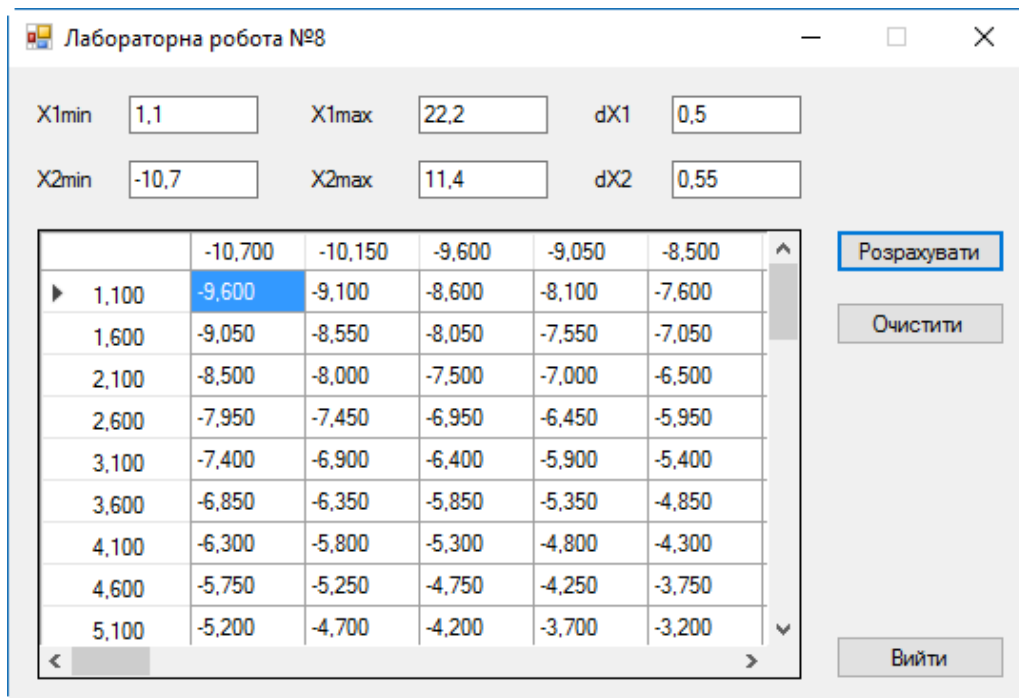 Лабораторна робота №8
X1min 1,1 X1max 22,2 dX1 0,5
X2min -10,7 X2max 11,4 dX2 0,55
-10,700 -10,150 -9,600 -9,050 -8,500
1,100 -9,600 -9,100 -8,600 -8,100 -7,600
1,600 -9,050 -8,550 -8,050 -7,550 -7,050
2,100 -8,500 -8,000 -7,500 -7,000 -6,500
2,600 -7,950 -7,450 -6,950 -6,450 -5,950
3,100 -7,400 -6,900 -6,400 -5,900 -5,400
3,600 -6,850 -6,350 -5,850 -5,350 -4,850
4,100 -6,300 -5,800 -5,300 -4,800 -4,300
4,600 -5,750 -5,250 -4,750 -4,250 -3,750
5,100 -5,200 -4,700 -4,200 -3,700 -3,200
Розрахувати
Очистити
Вийти